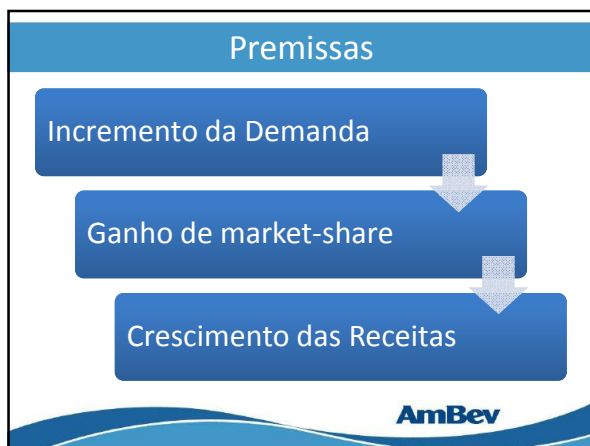 Premissas
Incremento da Demanda
Ganho de market-share
Crescimento das Receitas
AmBev